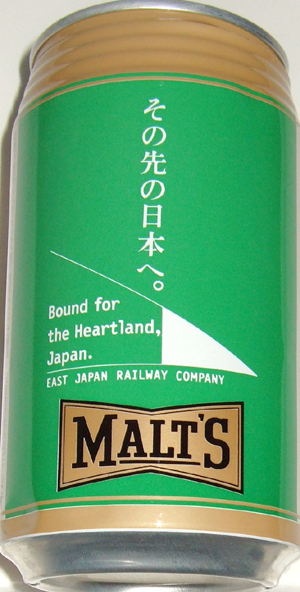 その先の日本へ。
Bound for
the Heartland,
Japan.
EAST JAPAN RAILWAY COMPANY
MALT'S